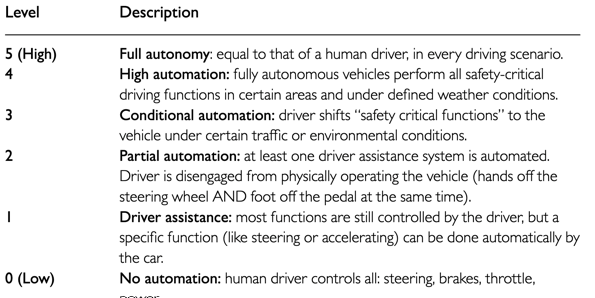 Level Description
5 (High) Full autonomy: equal to that of a human driver, in every driving scenario.
4 High automation: fully autonomous vehicles perform all safety-critical
driving functions in certain areas and under defined weather conditions.
3 Conditional automation: driver shifts “safety critical functions” to the
vehicle under certain traffic or environmental conditions.
2 Partial automation: at least one driver assistance system is automated.
Driver is disengaged from physically operating the vehicle (hands off the
steering wheel AND foot off the pedal at the same time).
1 Driver assistance: most functions are still controlled by the driver, but a
specific function (like steering or accelerating) can be done automatically by
the car.
0 (Low) No automation: human driver controls all: steering, brakes, throttle,